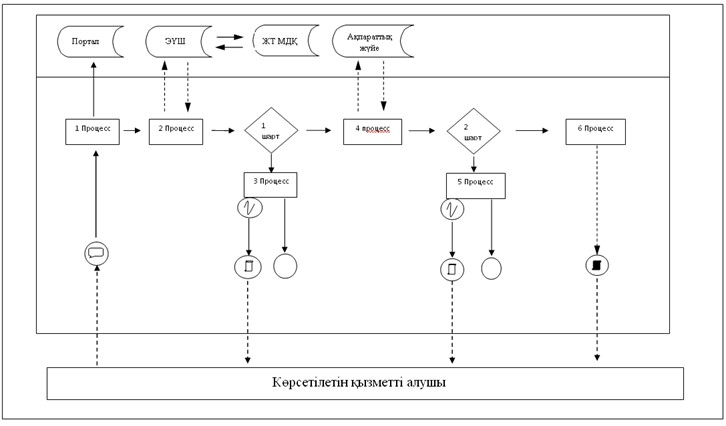 Портал
ЭҮШ
ЖТ МДҚ
Ақпараттық
жүйе
1 Процесс
2 Процесс
1
шарт
4 процесс
2
шарт
6 Процесс
3 Процесс
5 Процесс
Көрсетілетін қызметті алушы